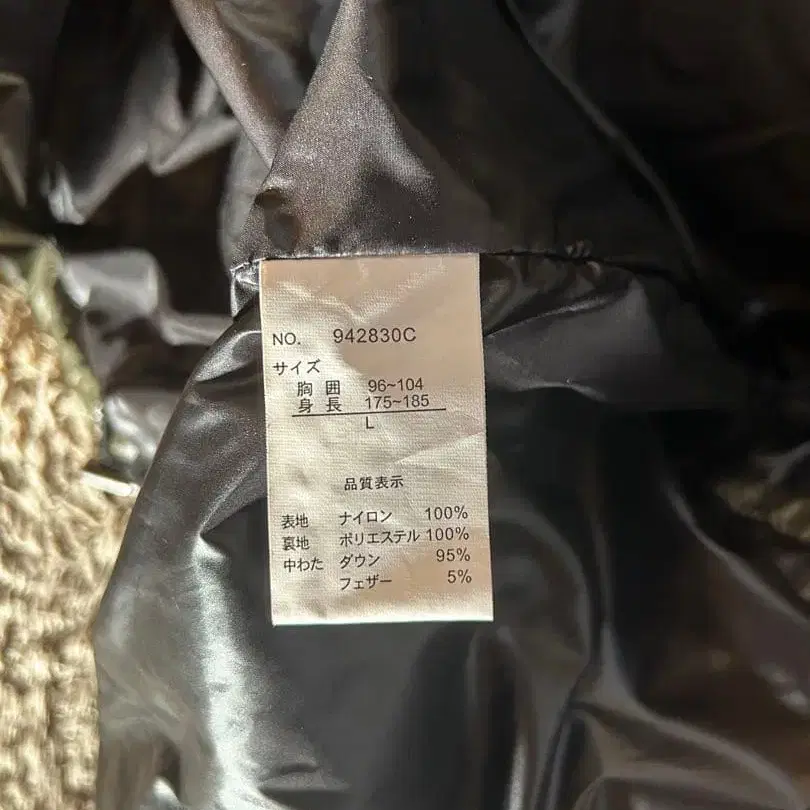 NO. 942830C
サイズ
胸 囲 96~104
身 長 175~185
L
品質表示
表地 ナイロン 100%
裏地 ポリエステル 100%
中わた ダウン 95%
フェザー 5%